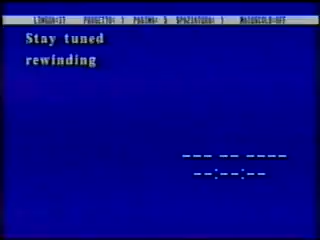 LINGUA:IT PROGETTO( ) PAGINA( ) SPAZIATURA( ) MAIUSCOLO:OFF
Stay tuned
rewinding
--- -- ----
--:--:--